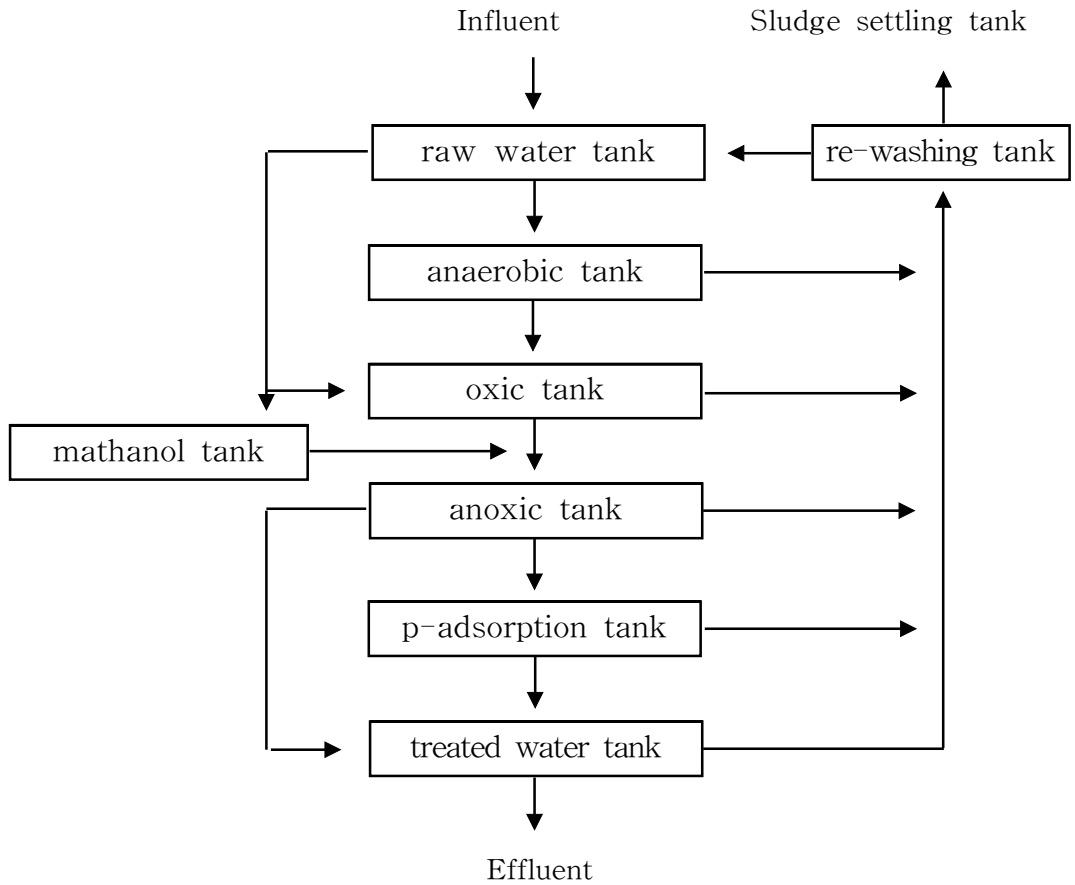 Influent
Sludge settling tank
raw water tank
re-washing tank
anaerobic tank
oxic tank
mathanol tank
anoxic tank
p-adsorption tank
treated water tank
Effluent